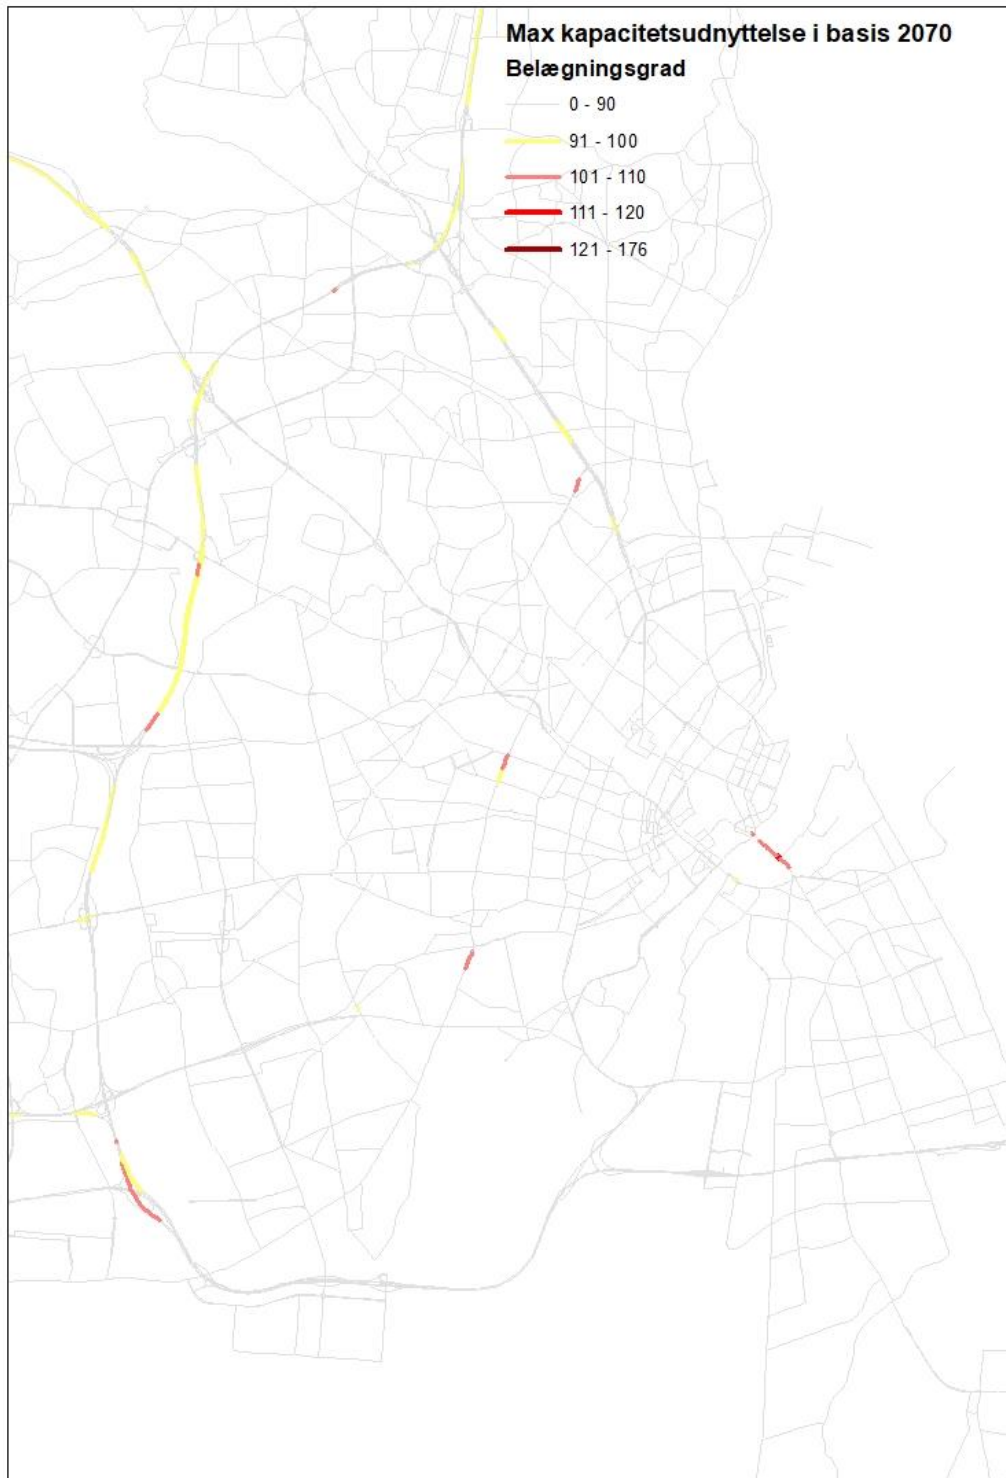 Max kapacitetsudnyttelse i basis 2070
Belægningsgrad
0 - 90
91 - 100
101 - 110
111 - 120
121 - 176